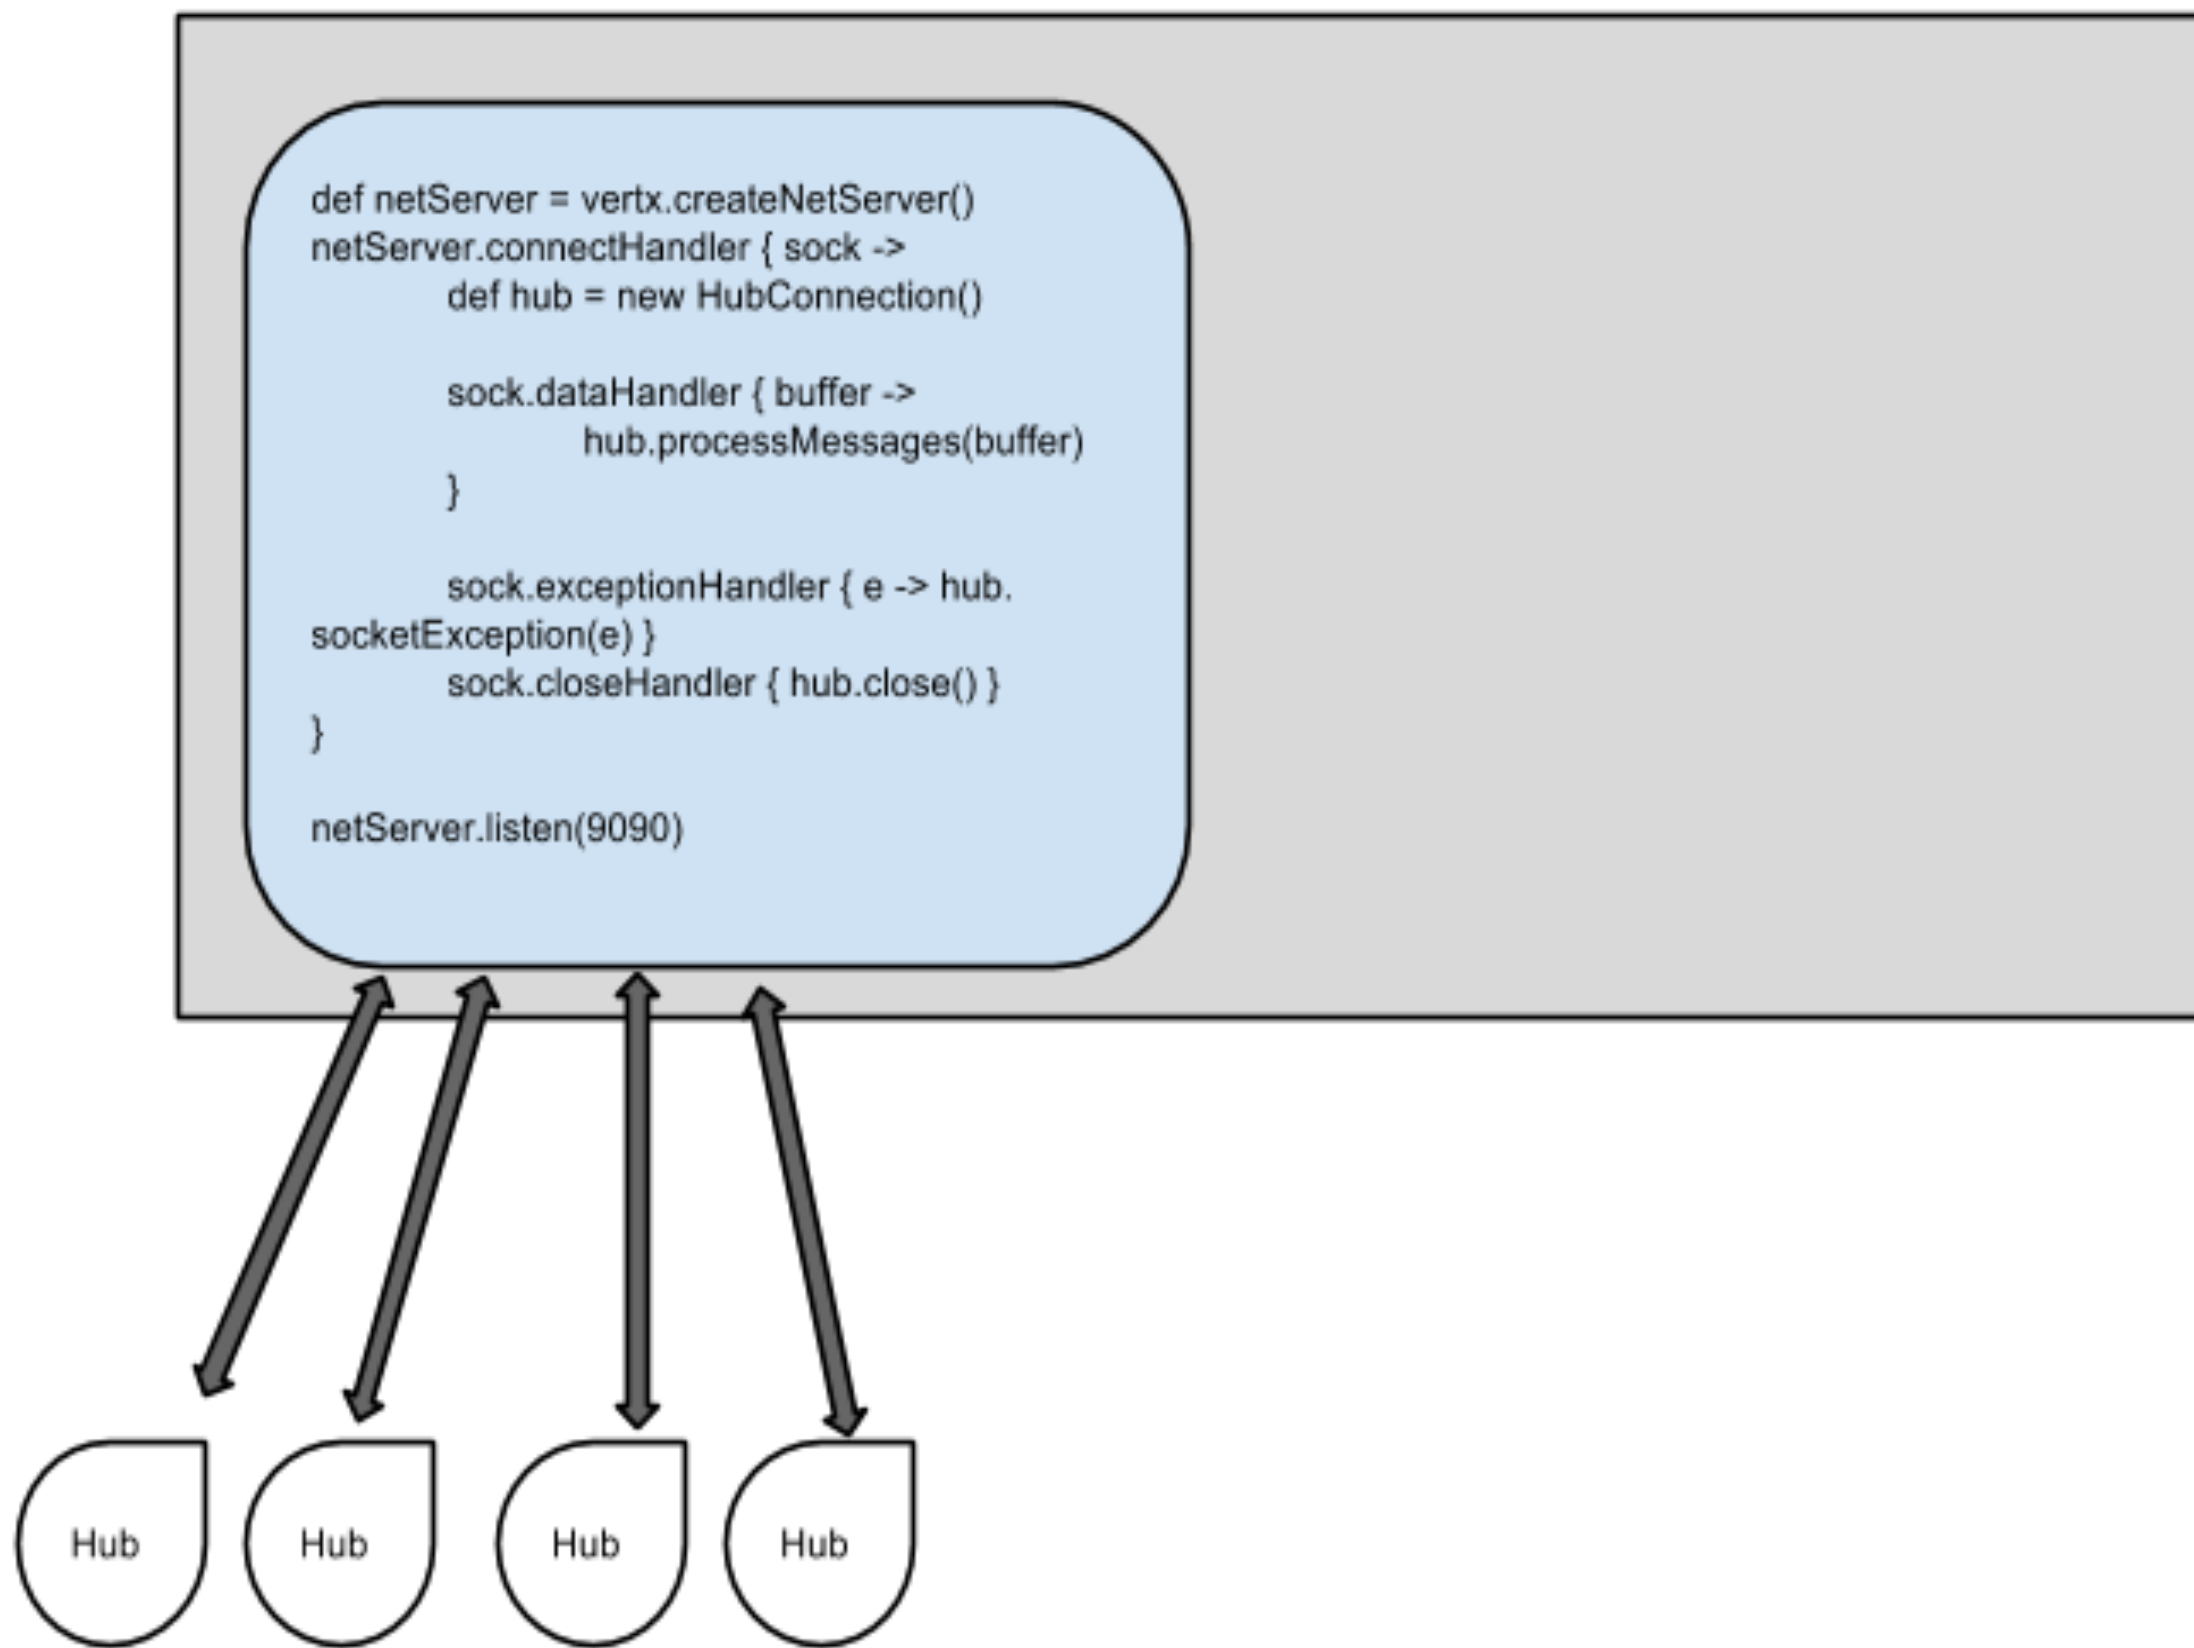 def netServer = vertx.createNetServer()
netServer.connectHandler { sock ->
def hub = new HubConnection()
sock.dataHandler { buffer ->
hub.processMessages(buffer)
}
sock.exceptionHandler { e -> hub.
socketException(e) }
sock.closeHandler { hub.close() }
}
netServer.listen(9090)
Hub
Hub
Hub
Hub